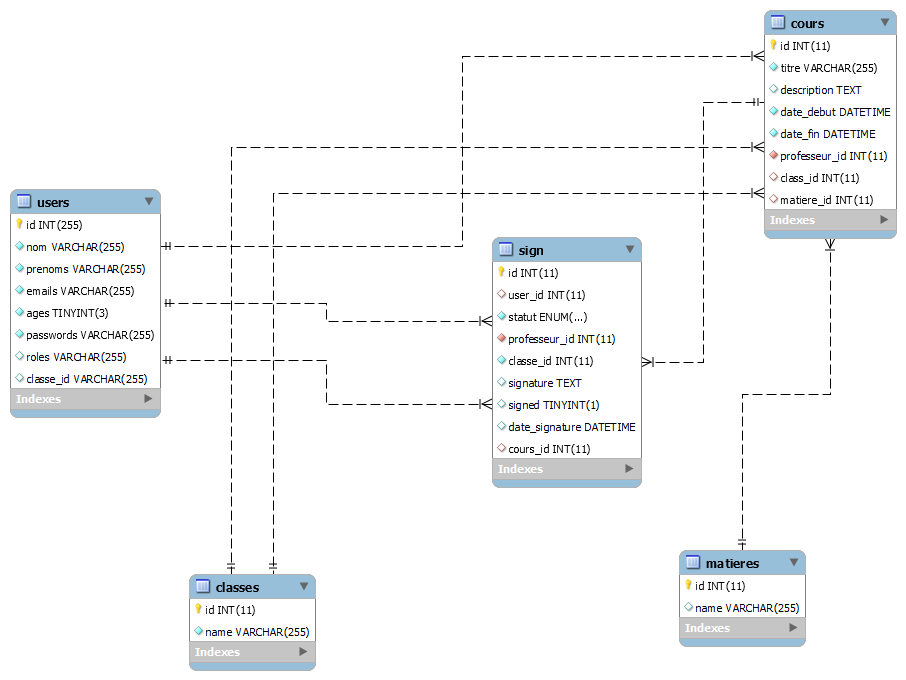 cours
id INT(11)
titre VARCHAR(255)
description TEXT
date_debut DATETIME
date_fin DATETIME
professeur_id INT(11)
class_id INT(11)
matiere_id INT(11)
Indexes
users
id INT(255)
nom VARCHAR(255)
prenoms VARCHAR(255)
emails VARCHAR(255)
ages TINYINT(3)
passwords VARCHAR(255)
roles VARCHAR(255)
classe_id VARCHAR(255)
Indexes
sign
id INT(11)
user_id INT(11)
statut ENUM(...)
professeur_id INT(11)
classe_id INT(11)
signature TEXT
signed TINYINT(1)
date_signature DATETIME
cours_id INT(11)
Indexes
classes
id INT(11)
name VARCHAR(255)
Indexes
matieres
id INT(11)
name VARCHAR(255)
Indexes